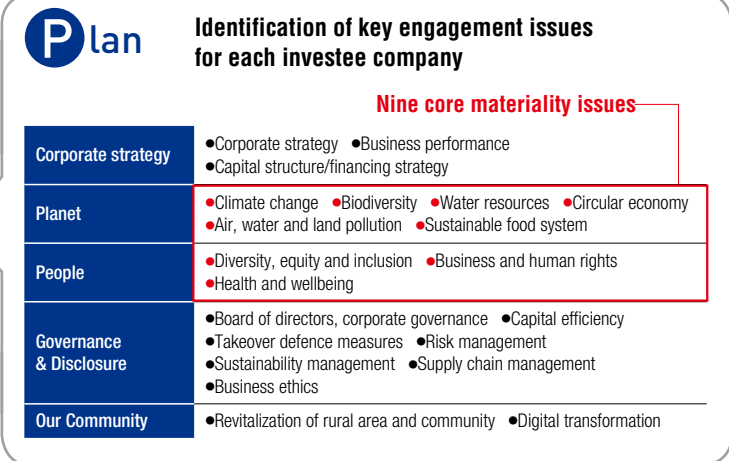 Plan
Identification of key engagement issues
for each investee company
Nine core materiality issues
Corporate strategy
●Corporate strategy ●Business performance
●Capital structure/financing strategy
Planet
●Climate change ●Biodiversity ●Water resources ●Circular economy
●Air, water and land pollution ●Sustainable food system
People
●Diversity, equity and inclusion ●Business and human rights
●Health and wellbeing
Governance
& Disclosure
●Board of directors, corporate governance ●Capital efficiency
●Takeover defence measures ●Risk management
●Sustainability management ●Supply chain management
●Business ethics
Our Community
●Revitalization of rural area and community ●Digital transformation